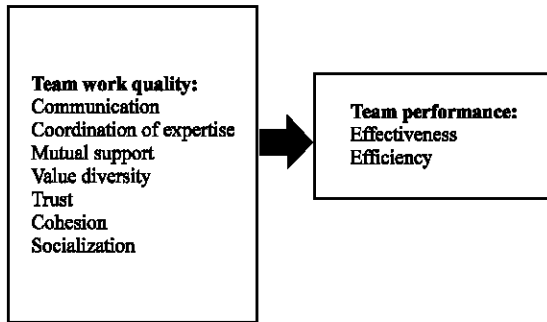 Team work quality:
Communication
Coordination of expertise
Mutual support
Value diversity
Trust
Cohesion
Socialization
Team performance:
Effectiveness
Efficiency